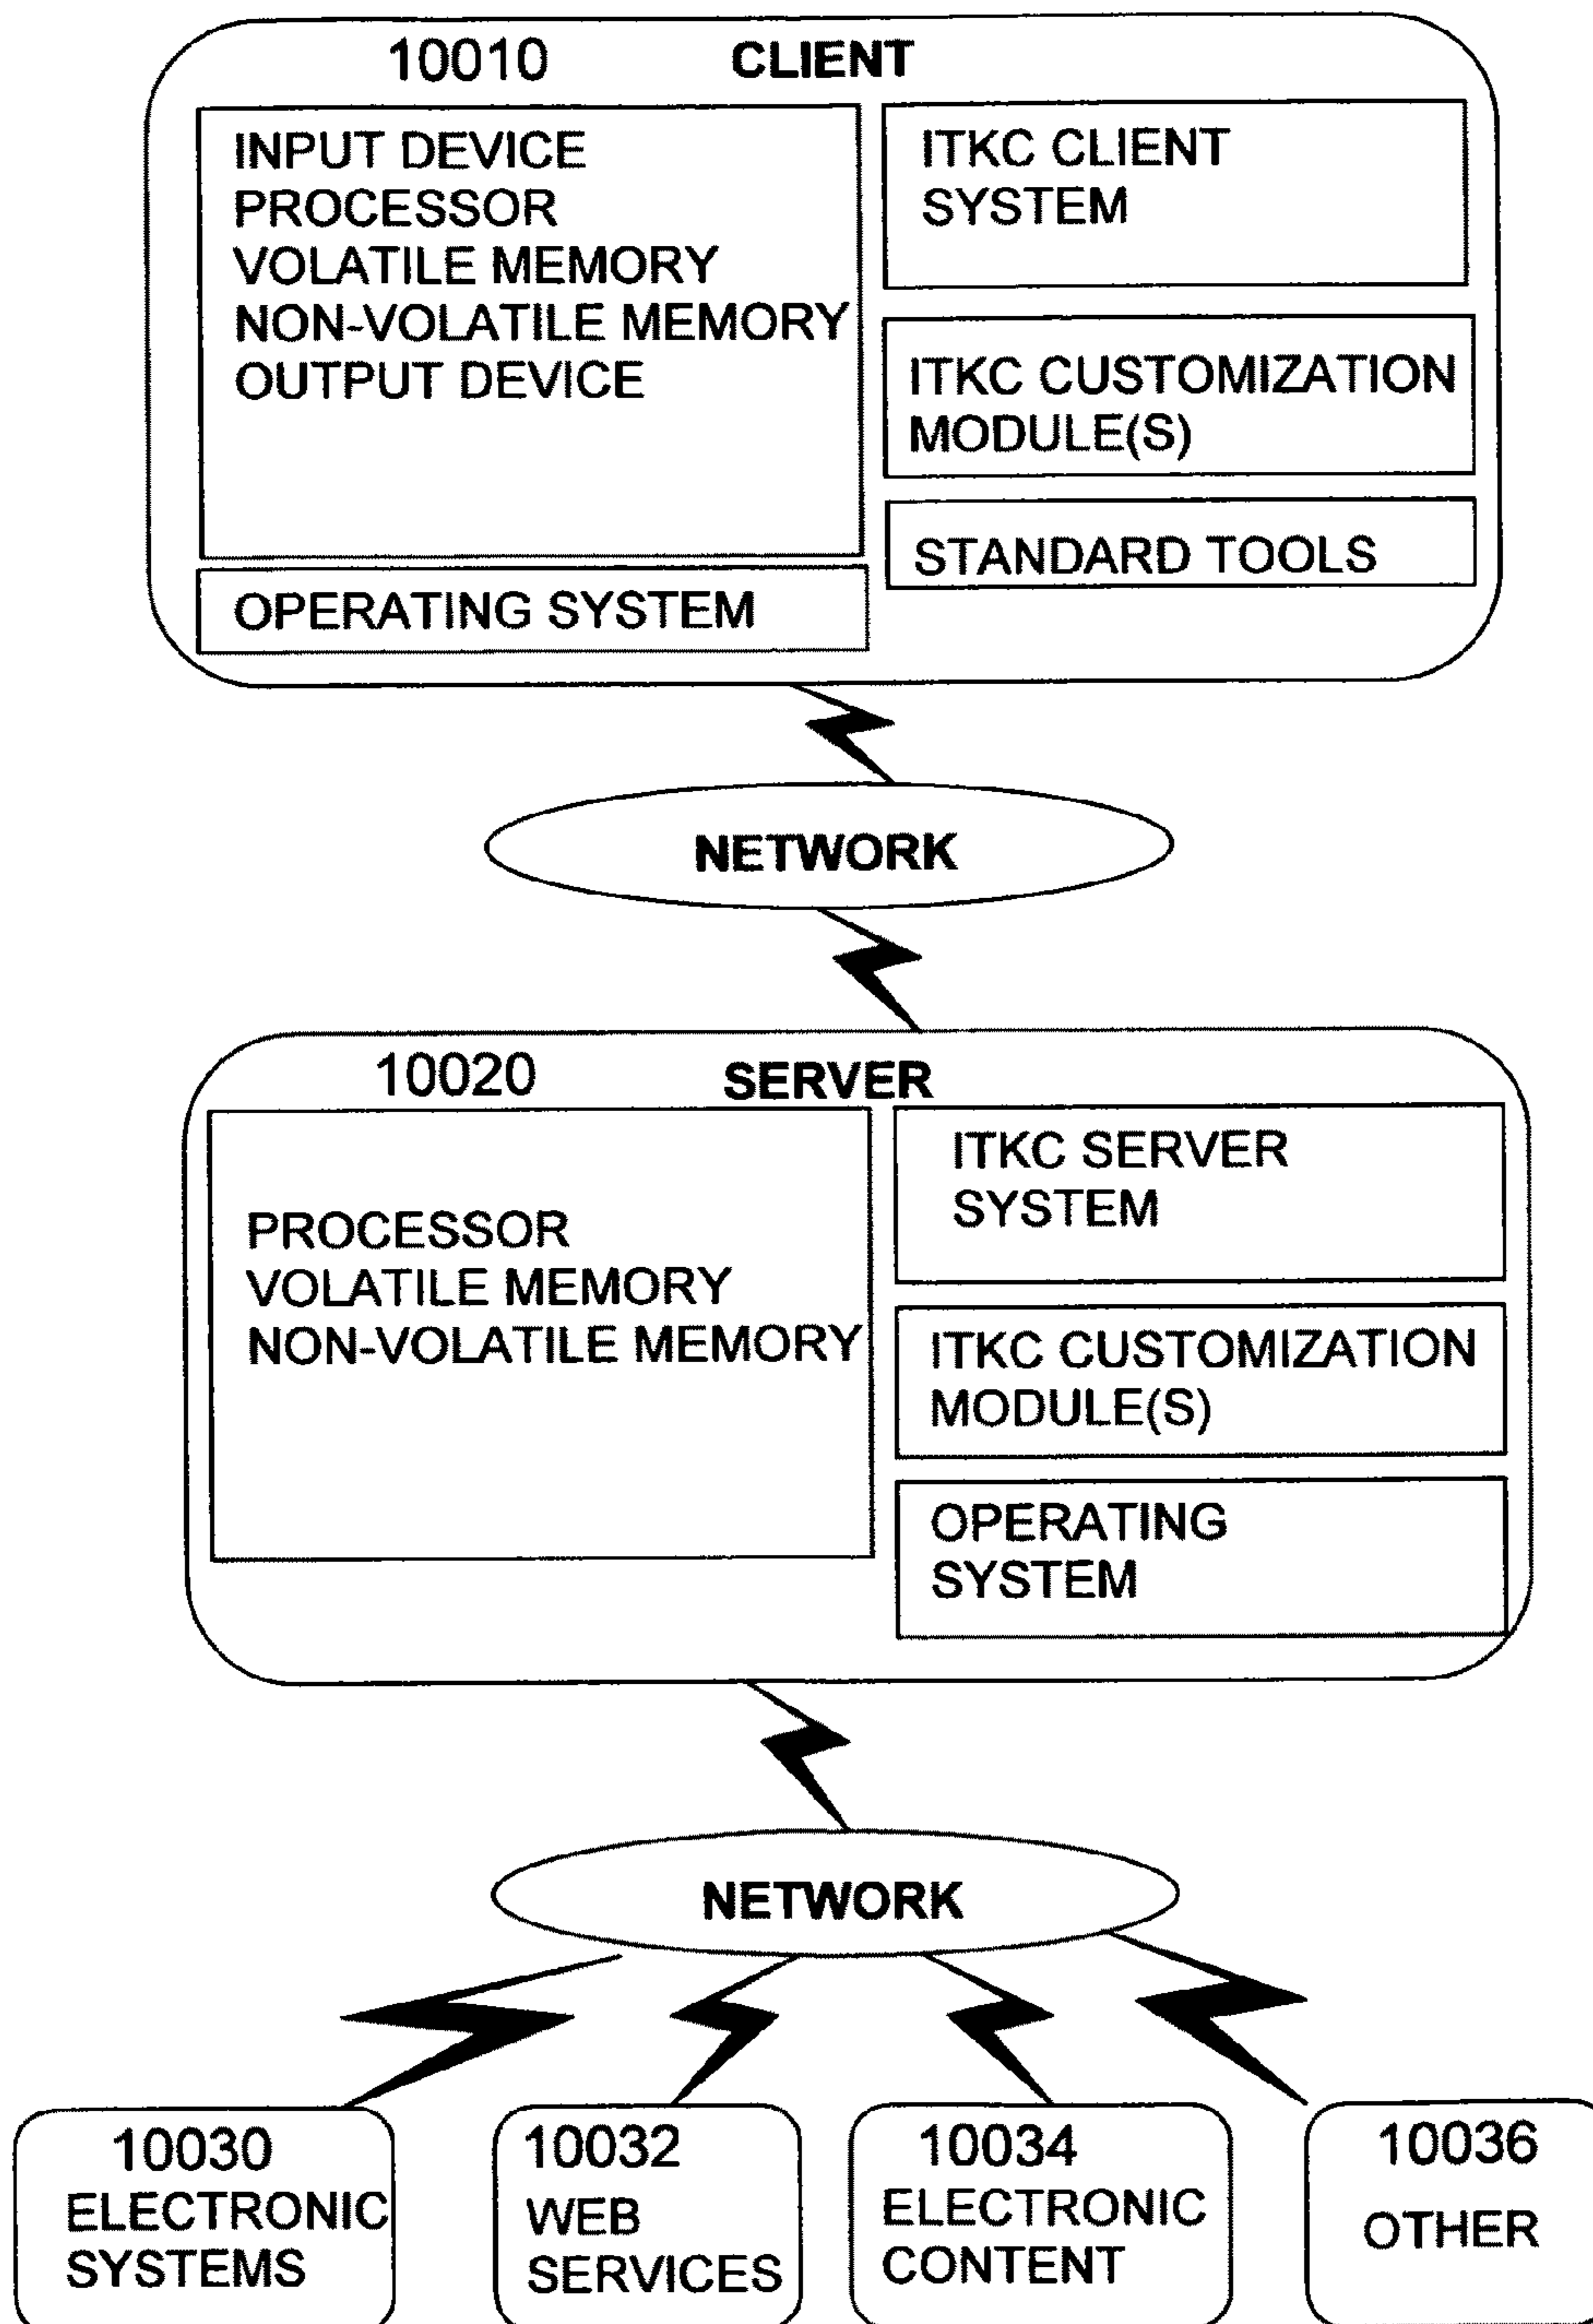 10010 CLIENT
INPUT DEVICE
PROCESSOR
VOLATILE MEMORY
NON-VOLATILE MEMORY
OUTPUT DEVICE
OPERATING SYSTEM
ITKC CLIENT
SYSTEM
ITKC CUSTOMIZATION
MODULE(S)
STANDARD TOOLS
NETWORK
10020 SERVER
PROCESSOR
VOLATILE MEMORY
NON-VOLATILE MEMORY
ITKC SERVER
SYSTEM
ITKC CUSTOMIZATION
MODULE(S)
OPERATING
SYSTEM
NETWORK
10030
ELECTRONIC
SYSTEMS
10032
WEB
SERVICES
10034
ELECTRONIC
CONTENT
10036
OTHER